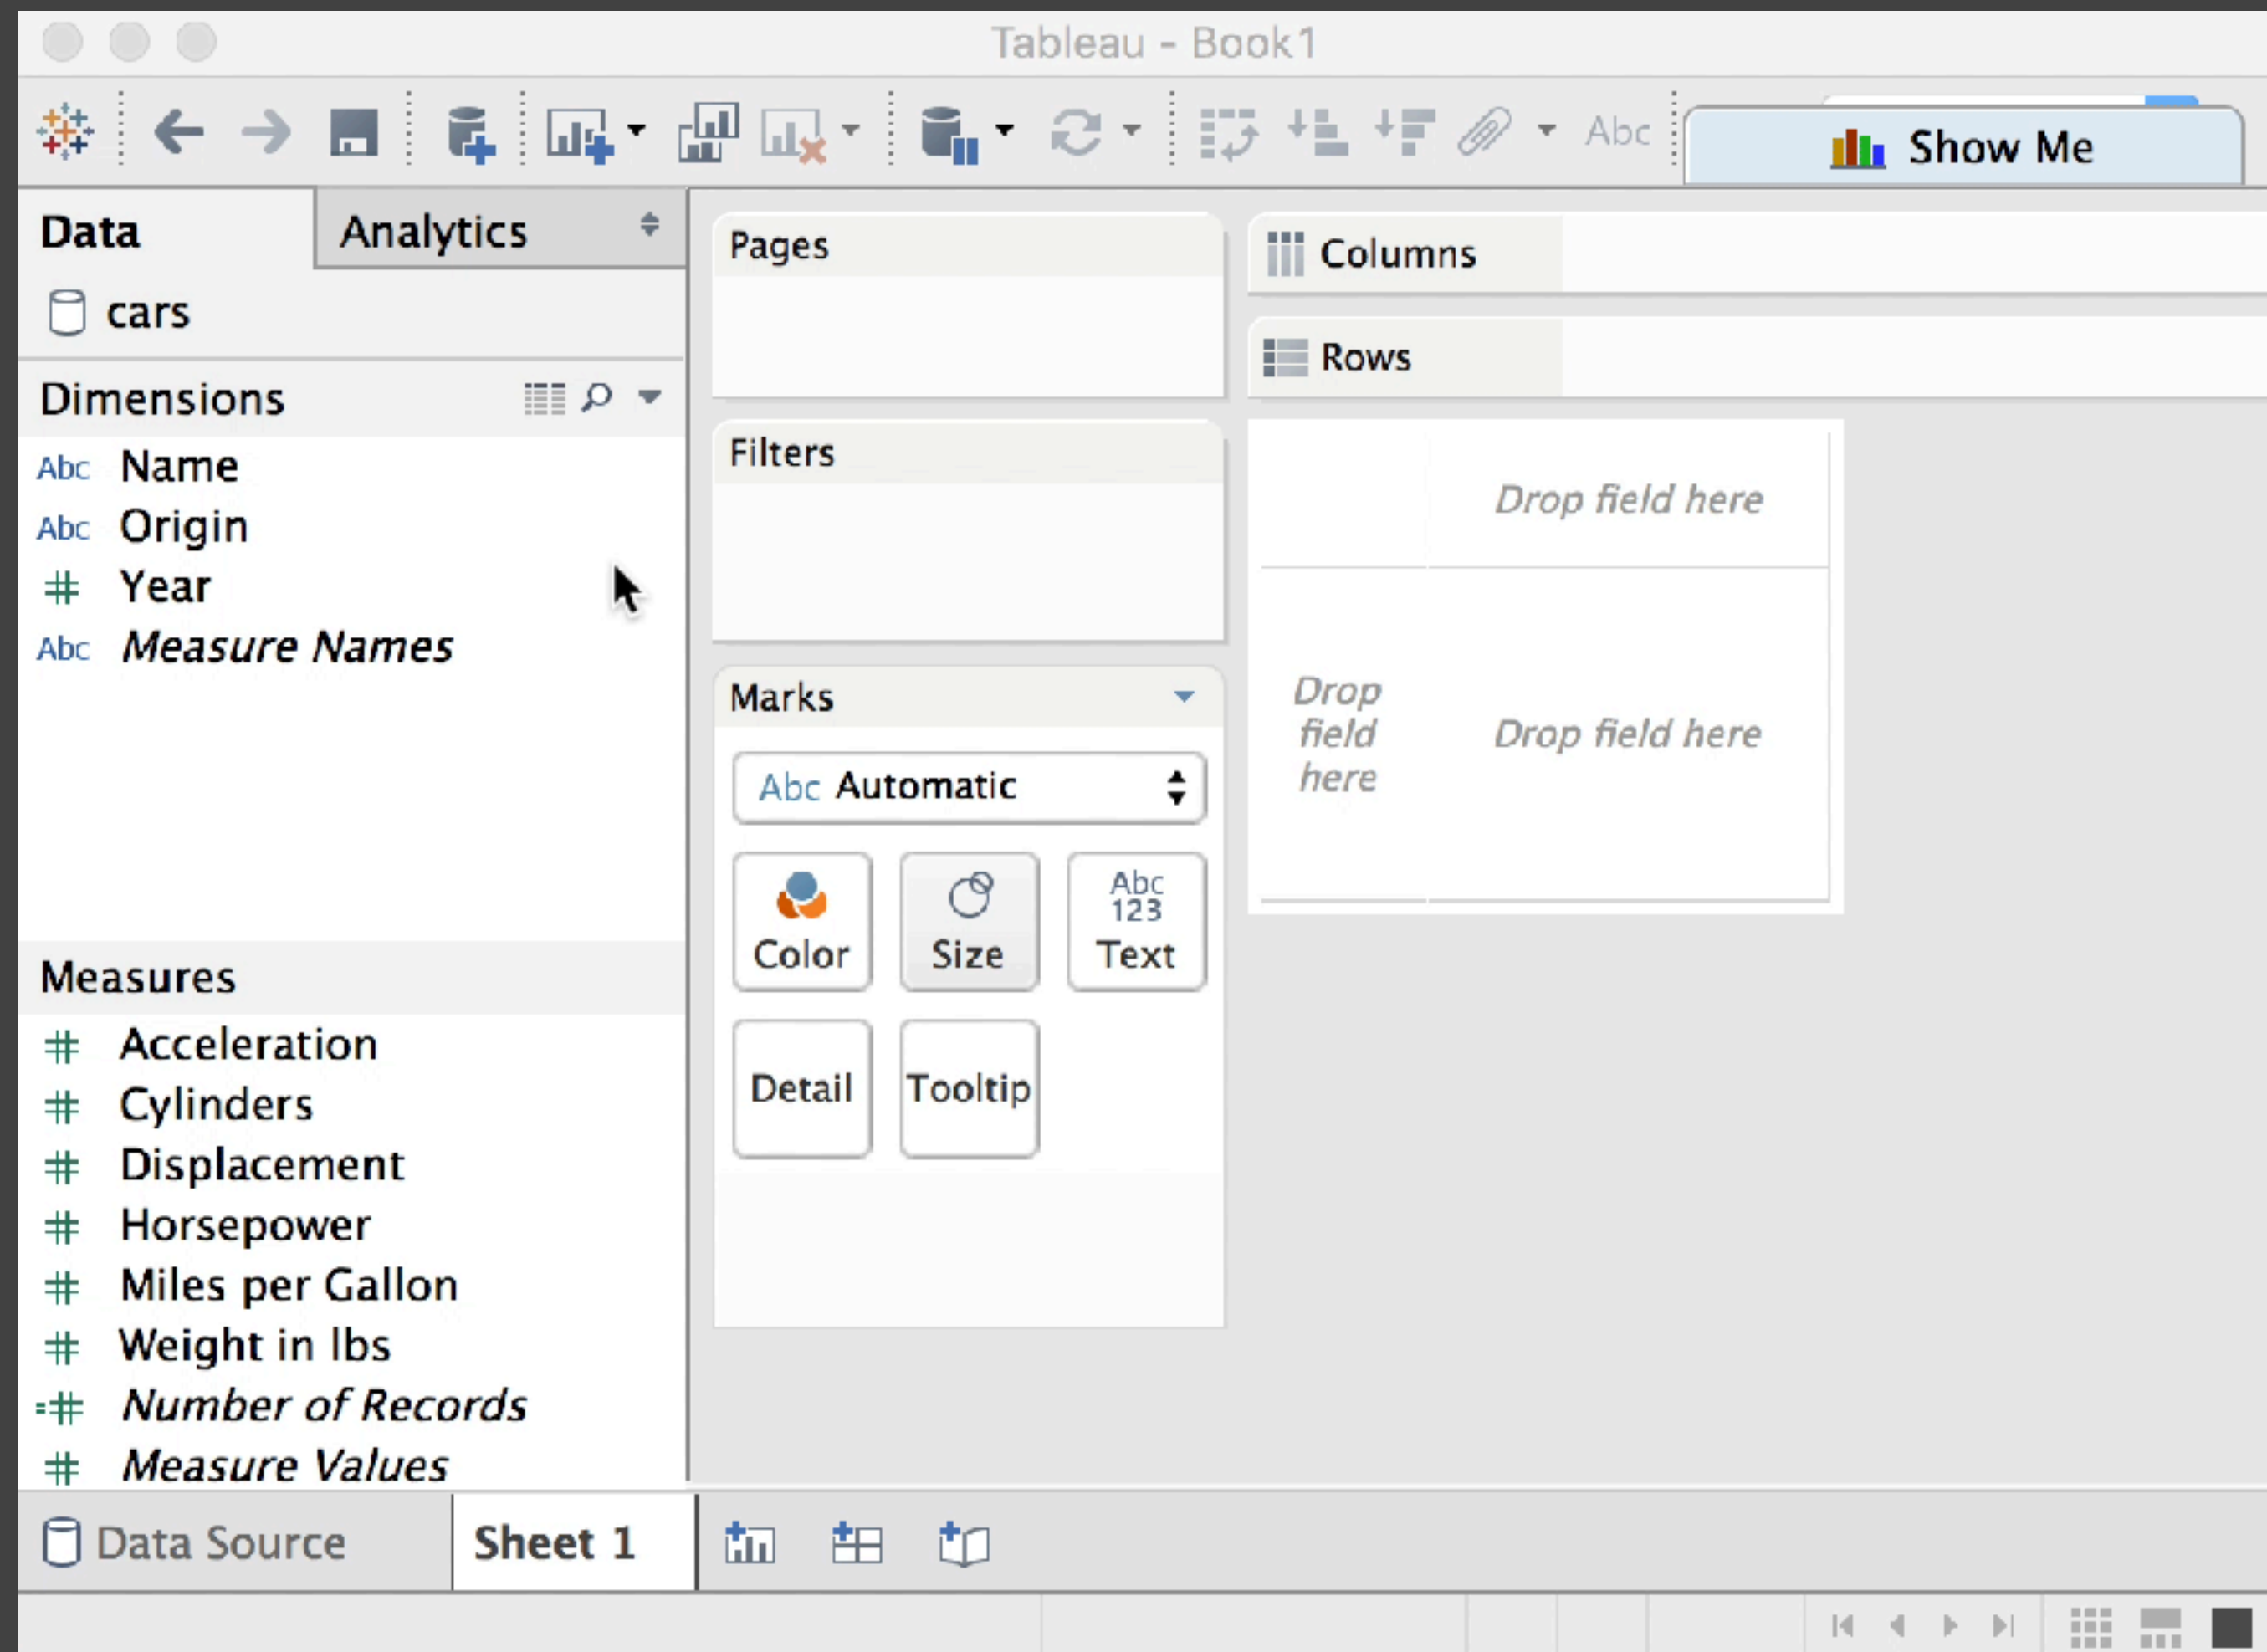 Tableau - Book1
Abc
Show Me
Data
Analytics
cars
Dimensions
Abc Name
Abc Origin
# Year
Abc Measure Names
Measures
# Acceleration
# Cylinders
# Displacement
# Horsepower
# Miles per Gallon
# Weight in lbs
=# Number of Records
# Measure Values
Pages
Filters
Marks
Abc Automatic
Color
Size
Abc
123
Text
Detail
Tooltip
Columns
Rows
Drop field here
Drop
field
here
Drop field here
Data Source
Sheet 1